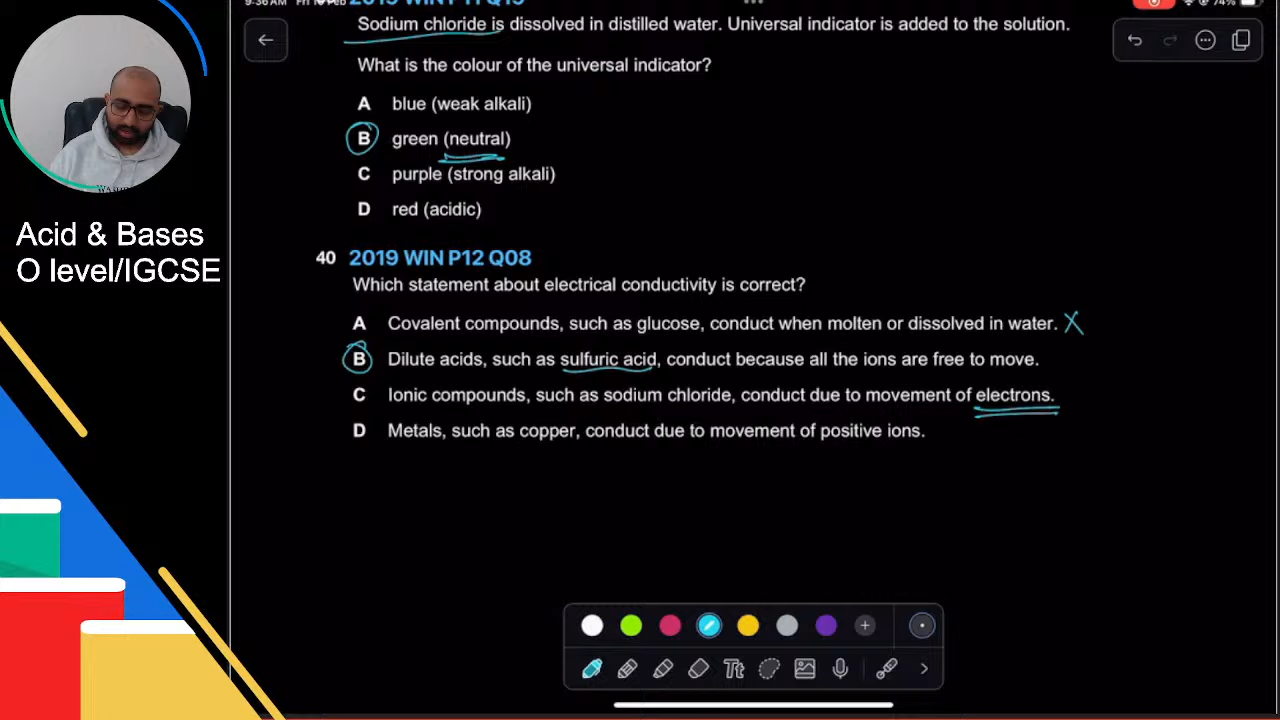 9:36 AM
74%
Sodium chloride is dissolved in distilled water. Universal indicator is added to the solution.
What is the colour of the universal indicator?
A blue (weak alkali)
B green (neutral)
C purple (strong alkali)
D red (acidic)
Acid & Bases
O level/IGCSE
40 2019 WIN P12 Q08
Which statement about electrical conductivity is correct?
A Covalent compounds, such as glucose, conduct when molten or dissolved in water. X
B Dilute acids, such as sulfuric acid, conduct because all the ions are free to move.
C Ionic compounds, such as sodium chloride, conduct due to movement of electrons.
D Metals, such as copper, conduct due to movement of positive ions.
Tt